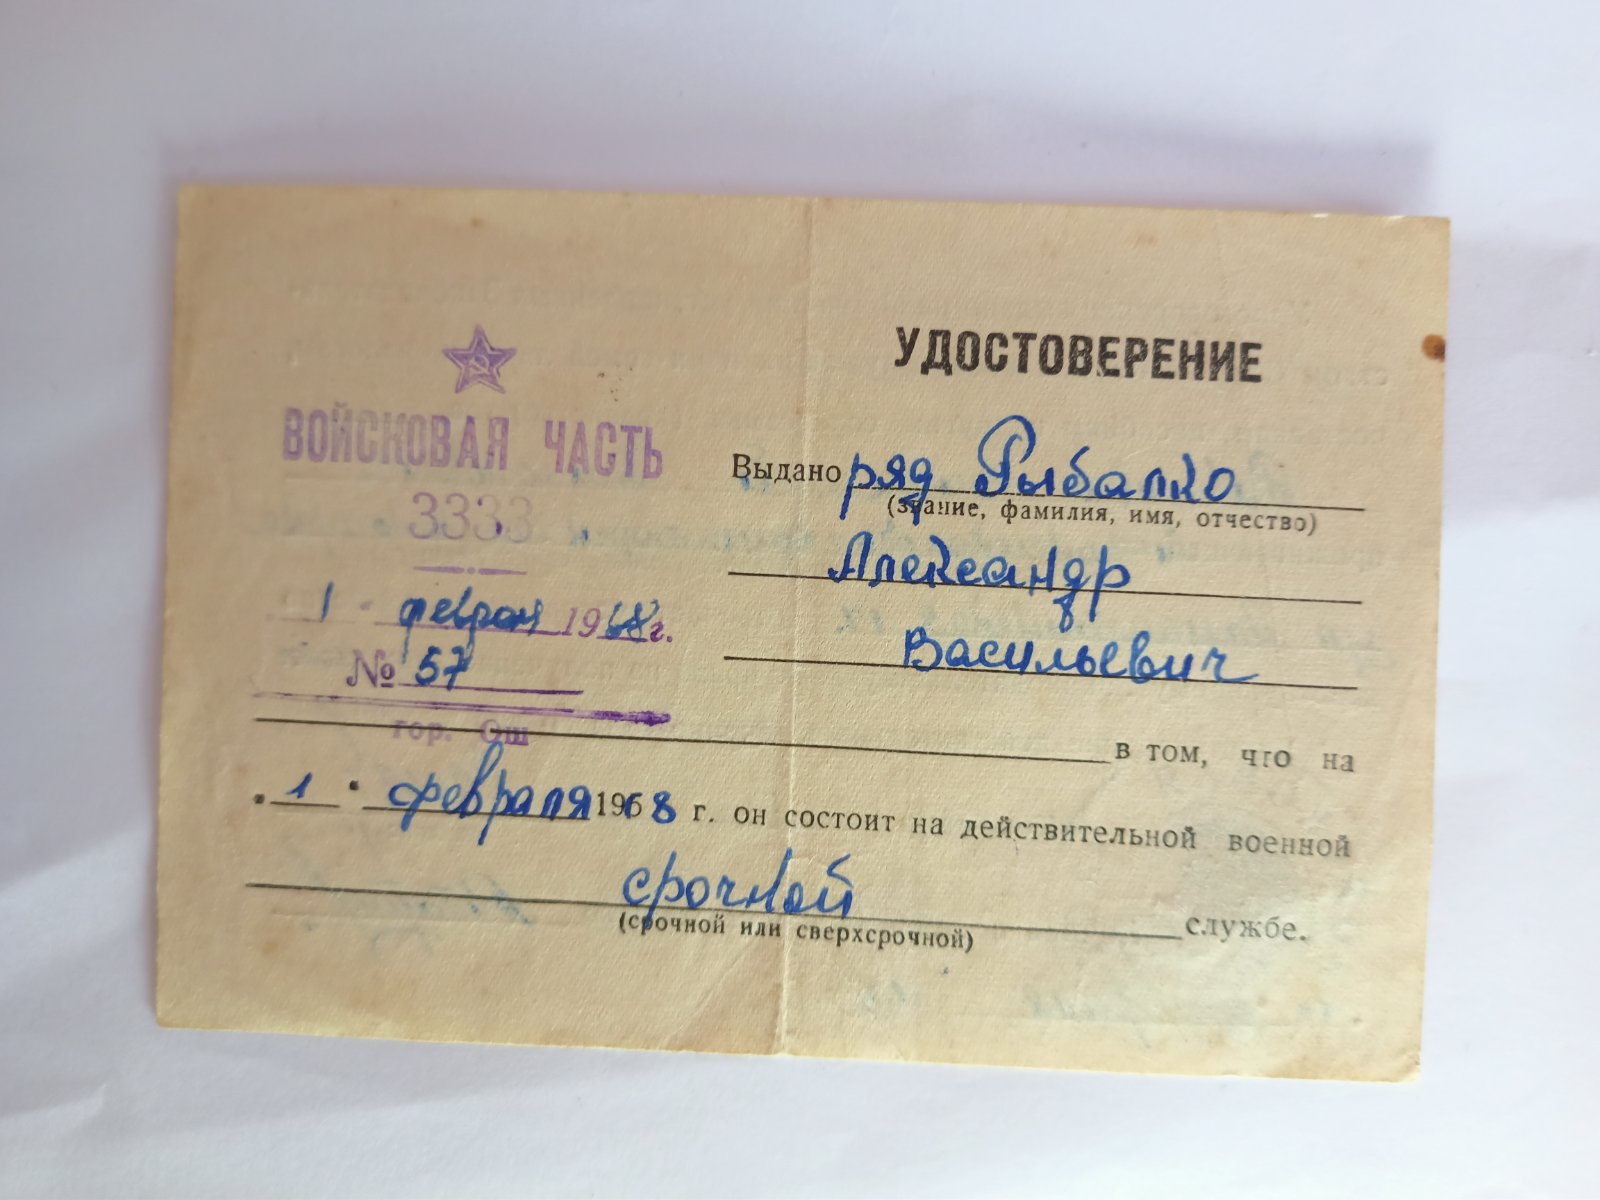 ВОЙСКОВАЯ ЧАСТЬ
3333
1 - февраля 1968 г.
№ 57
гор. Ош
УДОСТОВЕРЕНИЕ
Выдано ряд Рыбалко
(звание, фамилия, имя, отчество)
Александр
Васильевич
в том, что на
„1“ февраля 1968 г. он состоит на действительной военной
срочной службе.
(срочной или сверхсрочной)